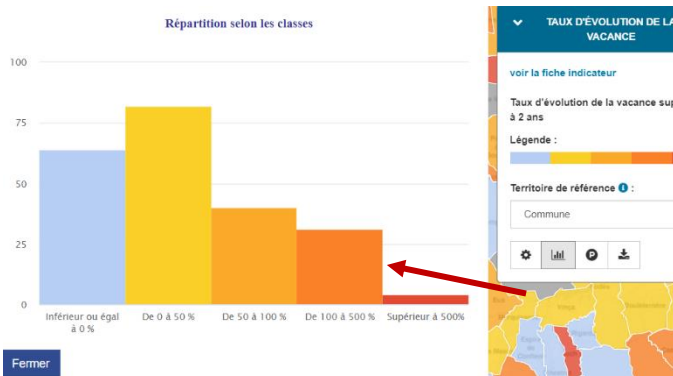 Répartition selon les classes
100
75
50
25
0
Inférieur ou égal
à 0 %
De 0 à 50 %
De 50 à 100 %
De 100 à 500 %
Supérieur à 500%
Fermer
TAUX D'ÉVOLUTION DE LA
VACANCE
voir la fiche indicateur
Taux d'évolution de la vacance sup
à 2 ans
Légende :
Territoire de référence i :
Commune
P